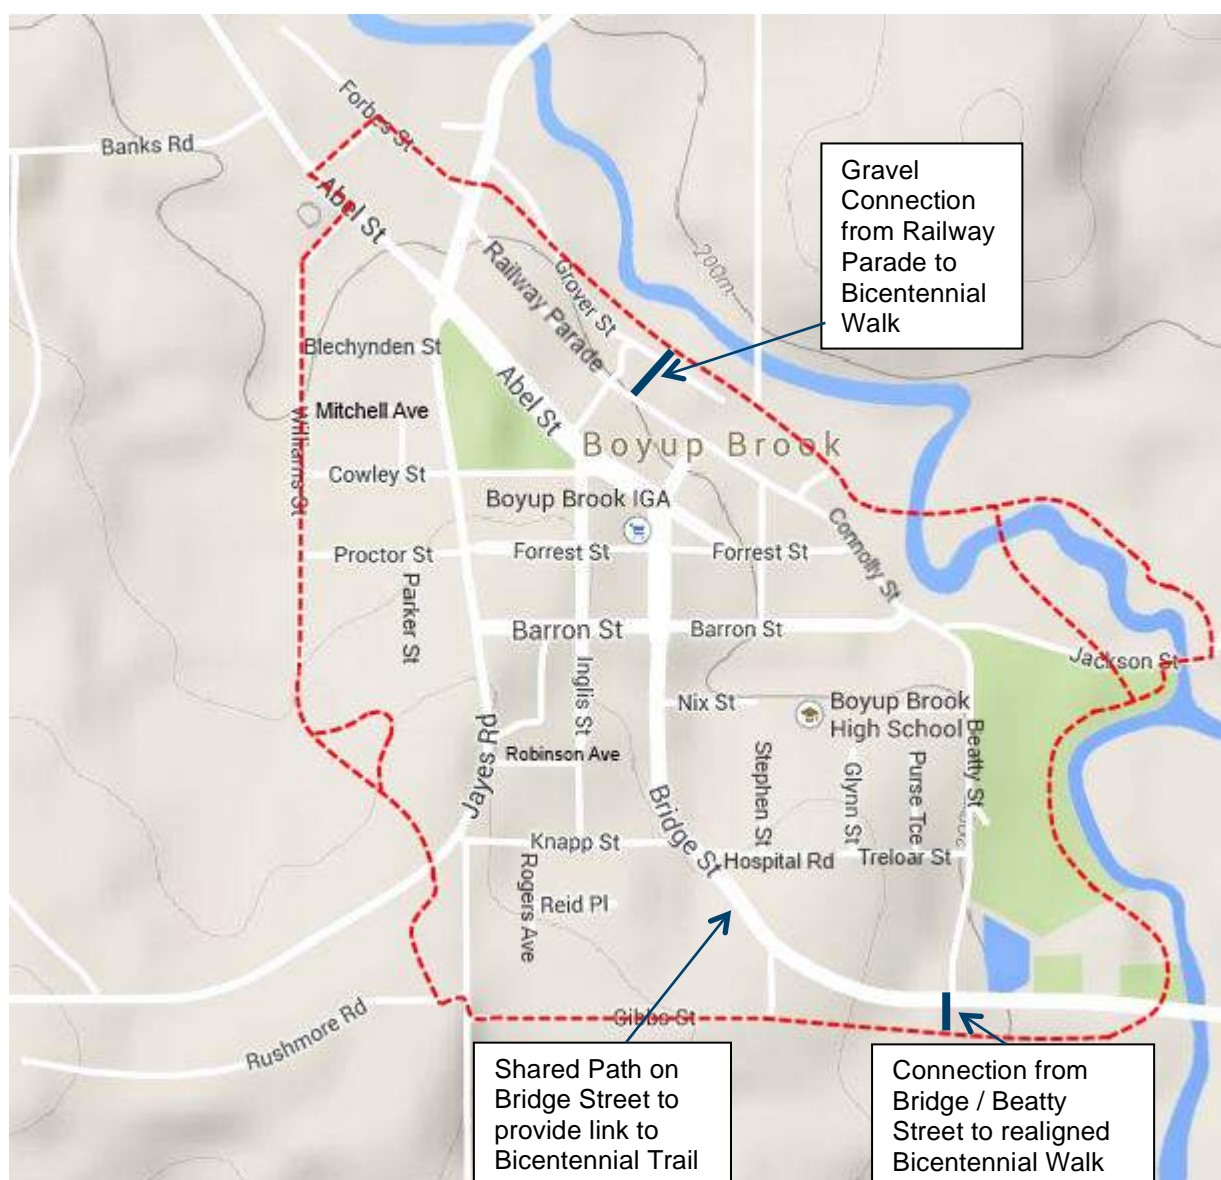 Forbes St
Banks Rd
Gravel
Connection
from Railway
Parade to
Bicentennial
Walk
Abel St
200m
Railway Parade
Grover St
Blechynden St
Abel St
Mitchell Ave
Williams St
Boyup Brook
Cowley St
Boyup Brook IGA
Connolly St
Proctor St
Forrest St
Forrest St
Parker St
Barron St
Barron St
Jackson St
Inglis St
Nix St
Boyup Brook
High School
Jayes Rd
Robinson Ave
Stephen St
Glynn St
Purse Tce
Beatty St
Bridge St
Knapp St
Hospital Rd
Treloar St
Rogers Ave
Reid Pl
Rushmore Rd
Gibbs St
Shared Path on
Bridge Street to
provide link to
Bicentennial Trail
Connection from
Bridge / Beatty
Street to realigned
Bicentennial Walk